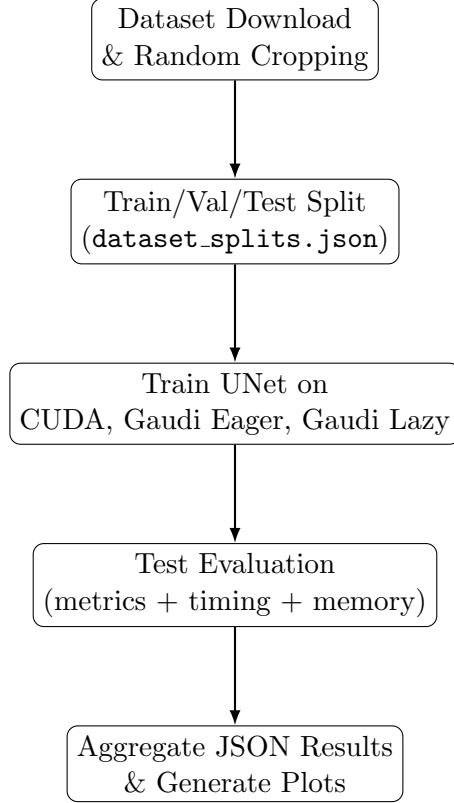 Dataset Download
& Random Cropping
Train/Val/Test Split
(dataset_splits.json)
Train UNet on
CUDA, Gaudi Eager, Gaudi Lazy
Test Evaluation
(metrics + timing + memory)
Aggregate JSON Results
& Generate Plots